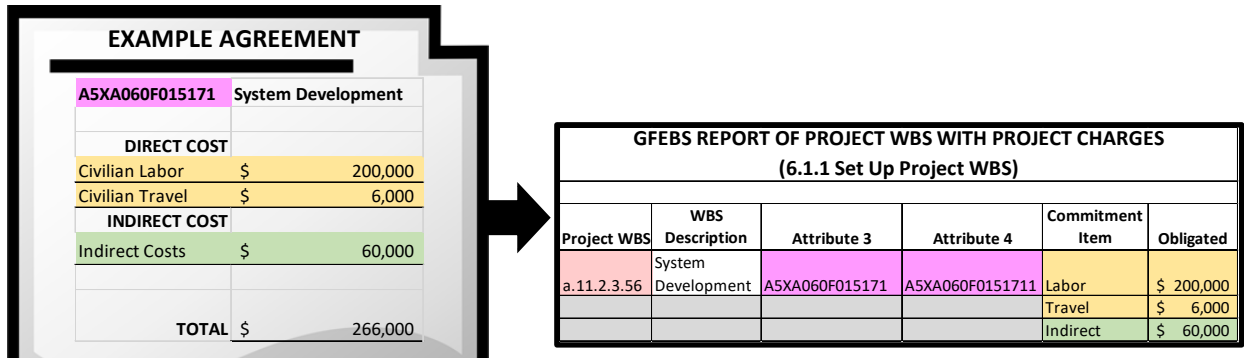 EXAMPLE AGREEMENT
A5XA060F015171 System Development
DIRECT COST
Civilian Labor $ 200,000
Civilian Travel $ 6,000
INDIRECT COST
Indirect Costs $ 60,000
TOTAL $ 266,000
GFEBS REPORT OF PROJECT WBS WITH PROJECT CHARGES
(6.1.1 Set Up Project WBS)
Project WBS WBS Description Attribute 3 Attribute 4 Commitment Item Obligated
a.11.2.3.56 System Development A5XA060F015171 A5XA060F0151711 Labor $ 200,000
Travel $ 6,000
Indirect $ 60,000